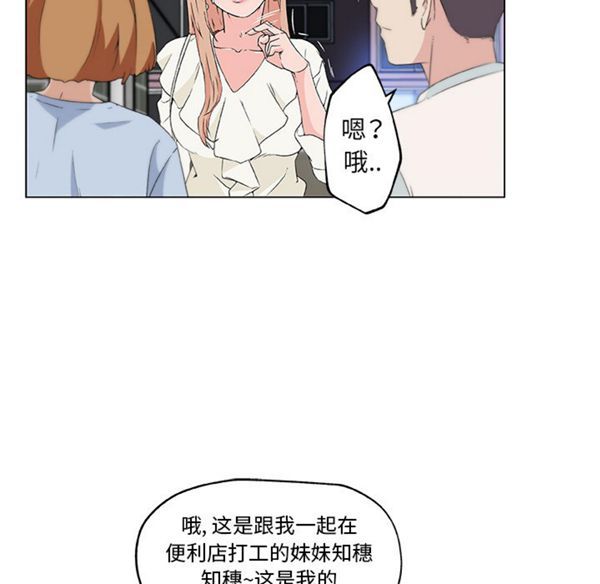 嗯？
哦..
哦, 这是跟我一起在
便利店打工的妹妹知穗
知穗~这是我的